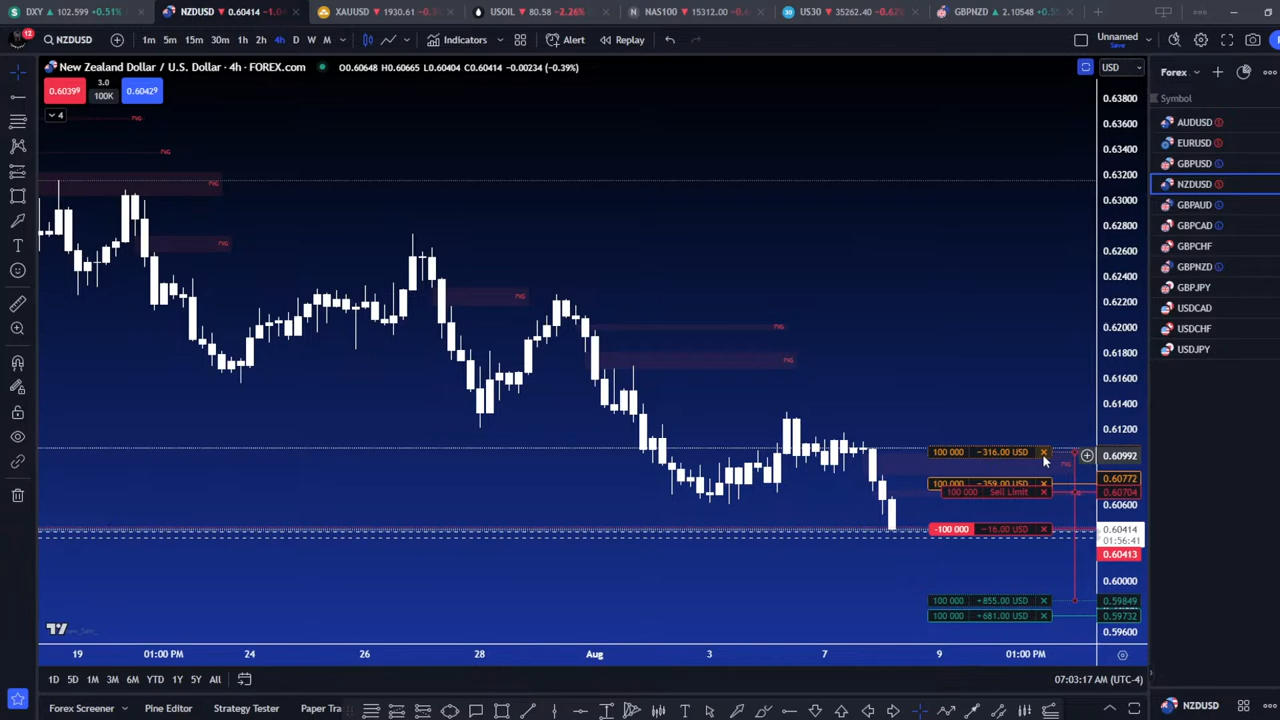 DXY 102.599 +0.51%
NZDUSD 0.60414
XAUUSD 1930.61
USOIL 80.58 -2.26%
NAS100 15312.00
US30 35262.40 -0.62%
GBPNZD 2.10548
12
NZDUSD
1m 5m 15m 30m 1h 2h 4h D W M
Indicators
Alert
Replay
Unnamed
Save
New Zealand Dollar / U.S. Dollar · 4h · FOREX.com
O0.60648 H0.60665 L0.60404 C0.60414 -0.00234 (-0.39%)
USD
0.60399
3.0
100K
0.60429
4
0.63800
0.63600
0.63400
0.63200
0.63000
0.62800
0.62600
0.62400
0.62200
0.62000
0.61800
0.61600
0.61400
0.61200
100 000 -316.00 USD
0.60992
0.60772
100 000 -359.00 USD
100 000 Sell Limit
0.60704
0.60600
-100 000 -16.00 USD
0.60414
01:56:41
0.60413
0.60000
100 000 +855.00 USD
0.59849
100 000 +681.00 USD
0.59732
0.59600
19 01:00 PM 24 26 28 Aug 3 7 9 01:00 PM
1D 5D 1M 3M 6M YTD 1Y 5Y All
07:03:17 AM (UTC-4)
Forex Screener
Pine Editor
Strategy Tester
Paper Tra
Forex
Symbol
AUDUSD
EURUSD
GBPUSD
NZDUSD
GBPAUD
GBPCAD
GBPCHF
GBPNZD
GBPJPY
USDCAD
USDCHF
USDJPY
NZDUSD